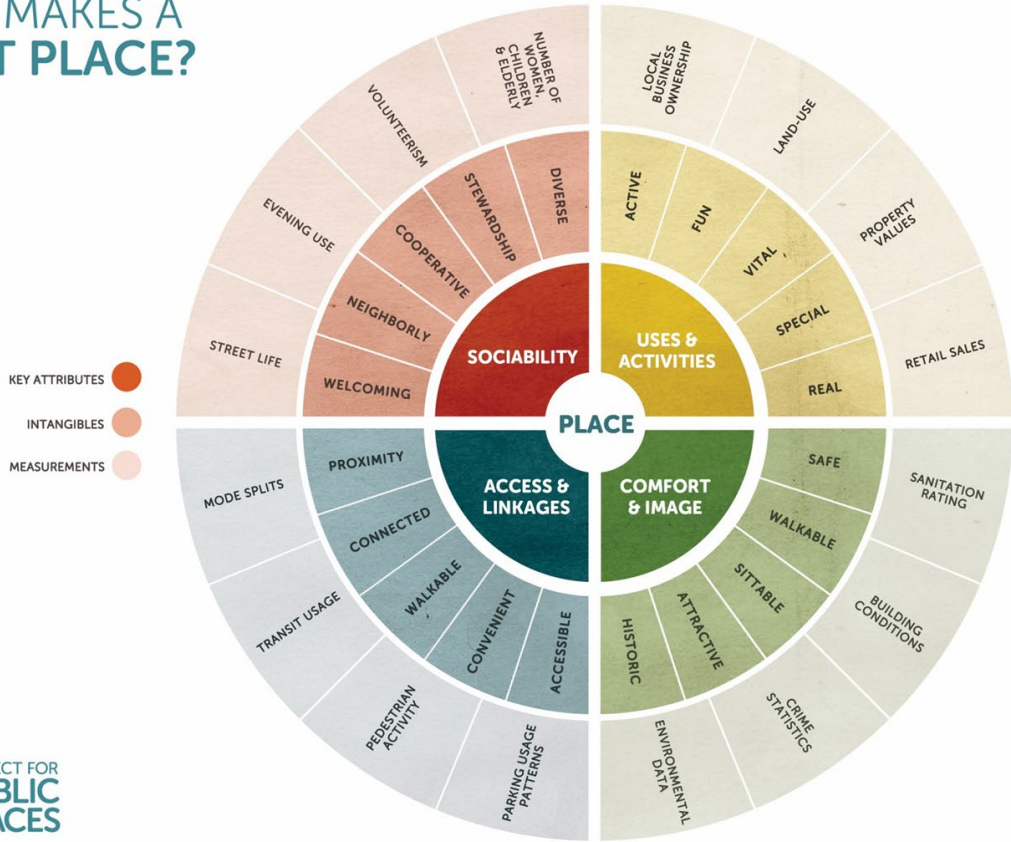 MAKES A
T PLACE?
KEY ATTRIBUTES
INTANGIBLES
MEASUREMENTS
PLACE
SOCIABILITY
USES &
ACTIVITIES
ACCESS &
LINKAGES
COMFORT
& IMAGE
WELCOMING
NEIGHBORLY
COOPERATIVE
STEWARDSHIP
DIVERSE
ACTIVE
FUN
VITAL
SPECIAL
REAL
SAFE
WALKABLE
SITTABLE
ATTRACTIVE
HISTORIC
ACCESSIBLE
CONVENIENT
WALKABLE
CONNECTED
PROXIMITY
STREET LIFE
EVENING USE
VOLUNTEERISM
NUMBER OF
WOMEN,
CHILDREN
& ELDERLY
LOCAL
BUSINESS
OWNERSHIP
LAND-USE
PROPERTY
VALUES
RETAIL SALES
SANITATION
RATING
BUILDING
CONDITIONS
CRIME
STATISTICS
ENVIRONMENTAL
DATA
PARKING USAGE
PATTERNS
PEDESTRIAN
ACTIVITY
TRANSIT USAGE
MODE SPLITS
ECT FOR
BLIC
ACES